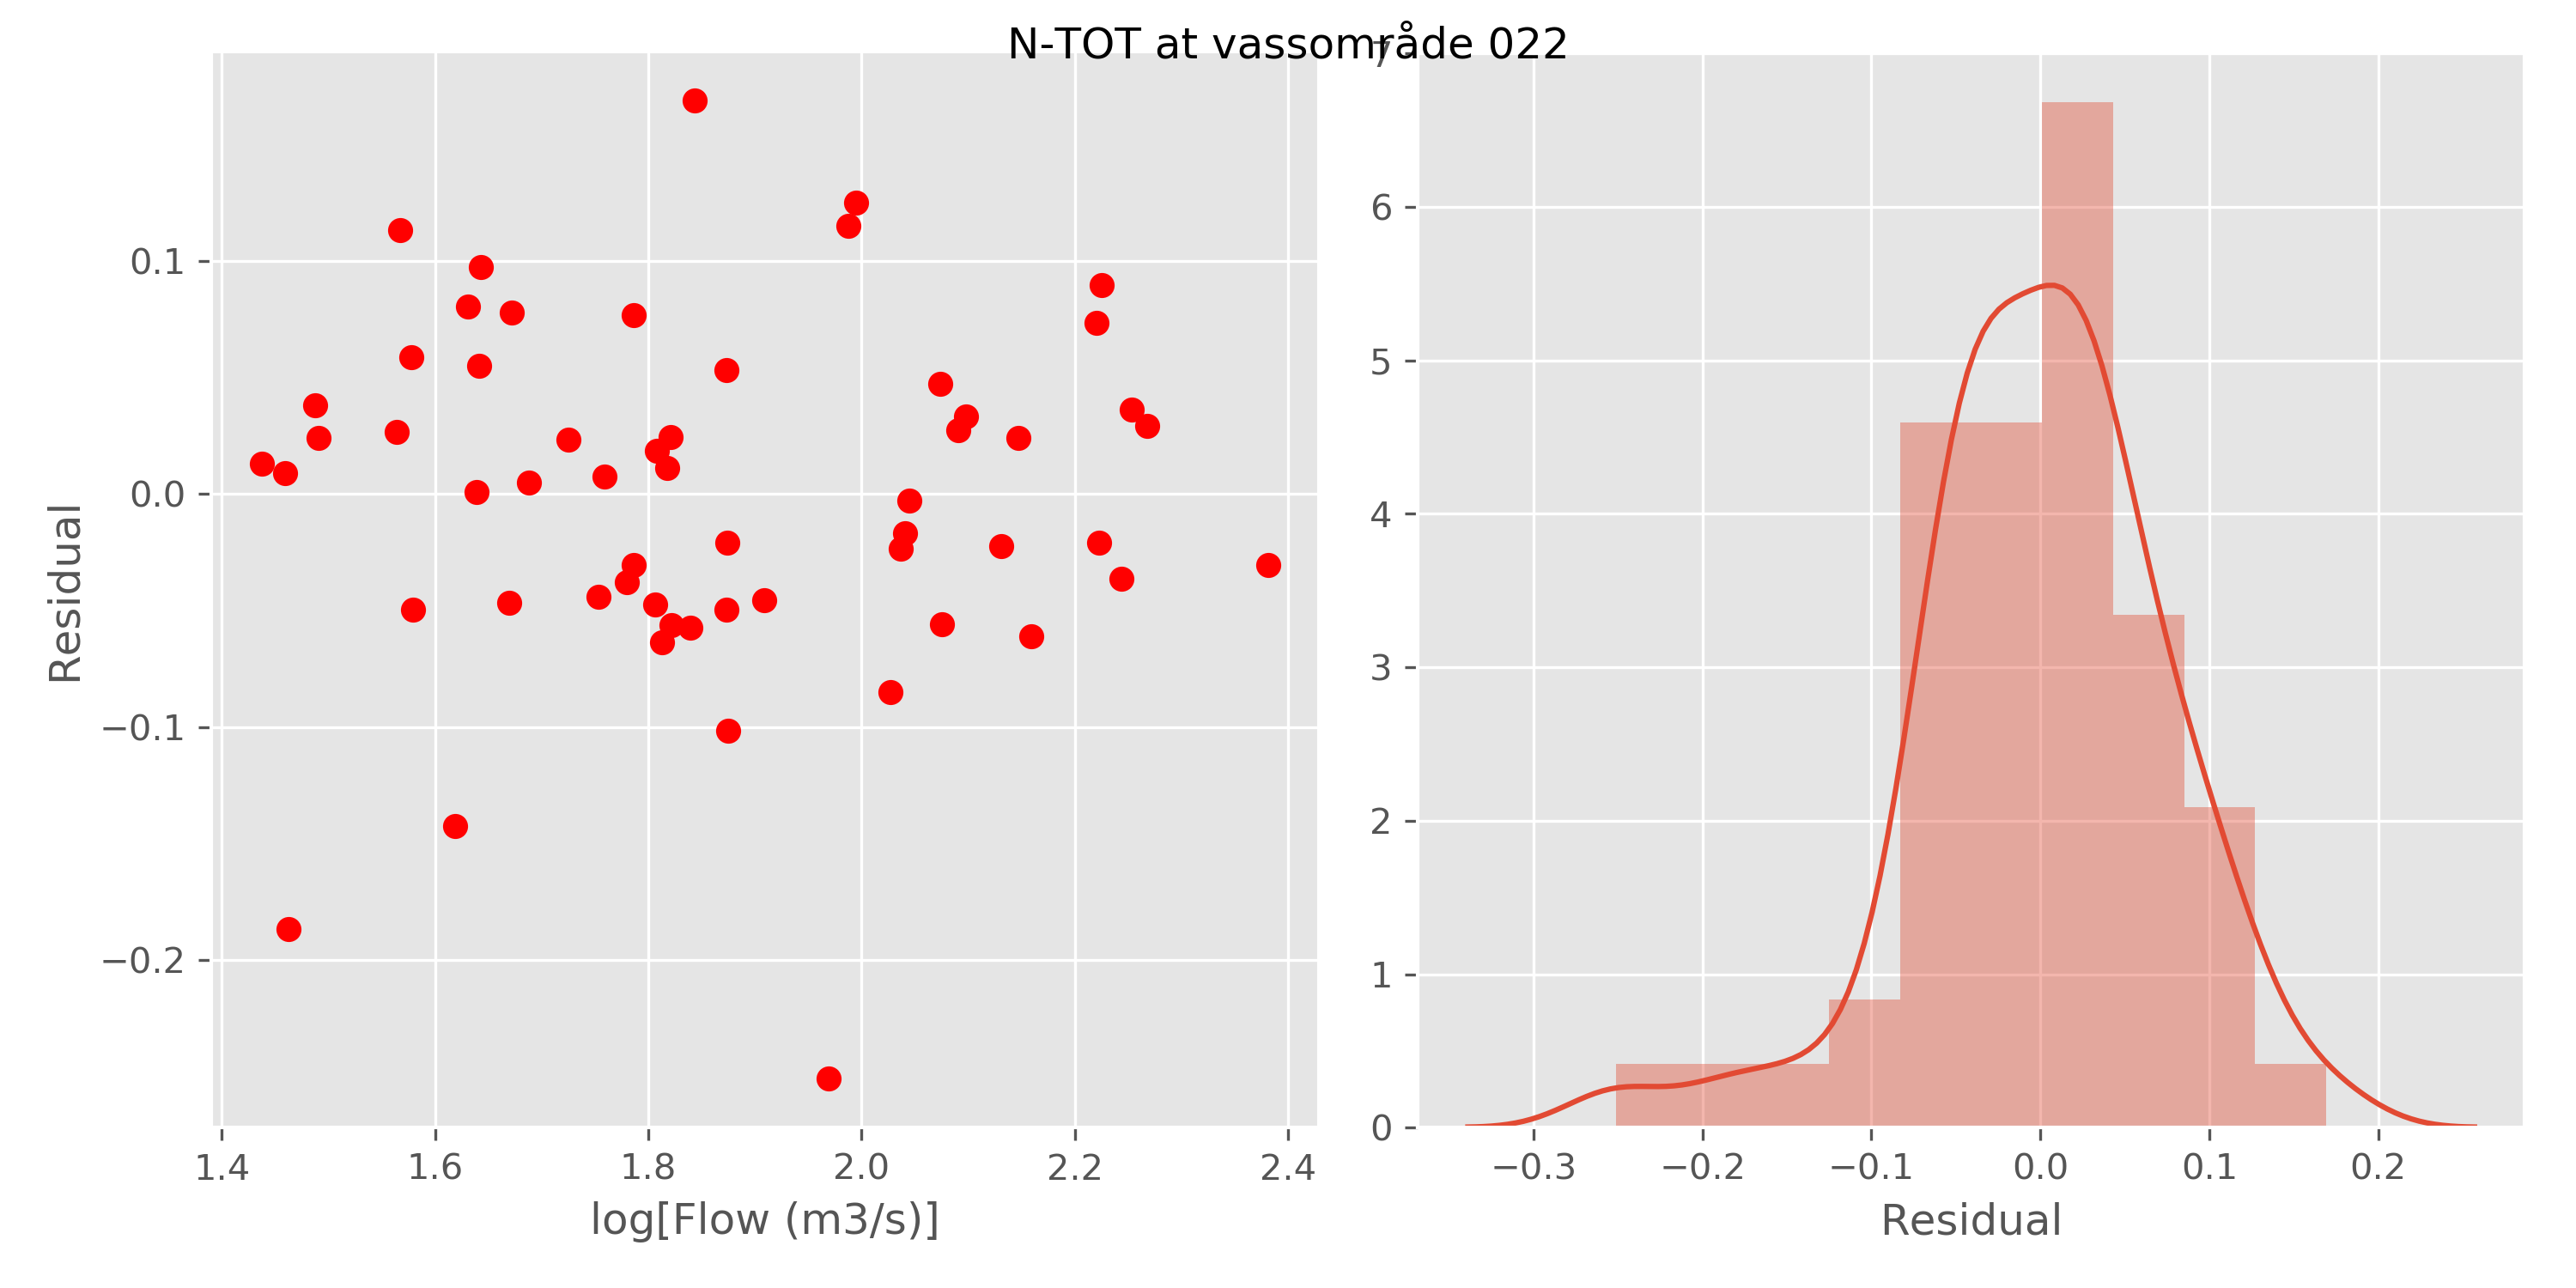 N-TOT at vassområde 022
Residual
0.1
0.0
−0.1
−0.2
1.4 1.6 1.8 2.0 2.2 2.4
log[Flow (m3/s)]
7
6
5
4
3
2
1
0
−0.3 −0.2 −0.1 0.0 0.1 0.2
Residual